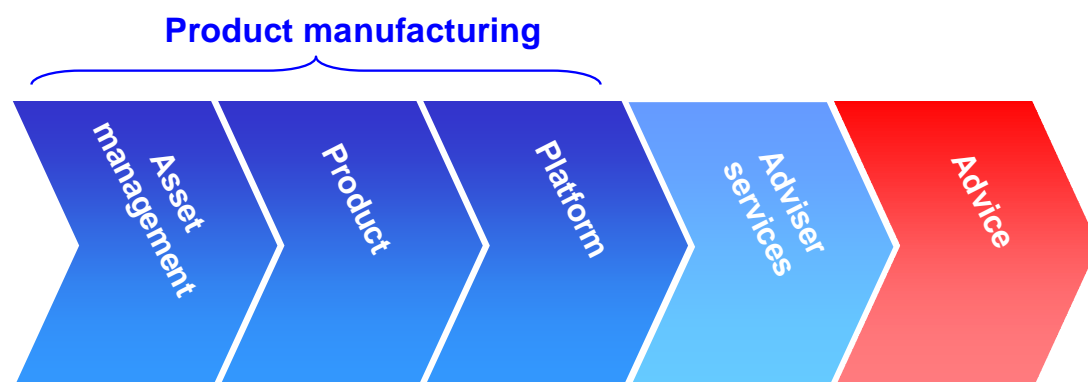 Product manufacturing
Asset
management
Product
Platform
Adviser
services
Advice